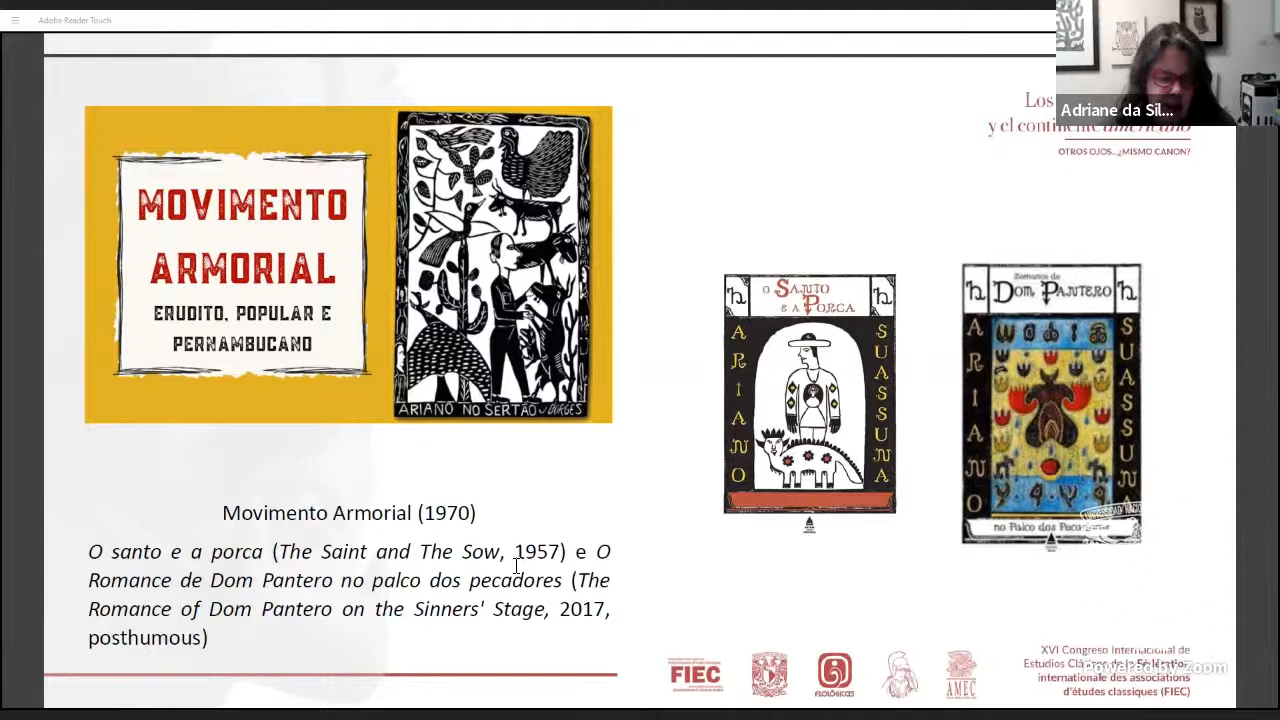 Adobe Reader Touch
Adriane da Sil...
Los
y el continente americano
OTROS OJOS...¿MISMO CANON?
MOVIMENTO
ARMORIAL
ERUDITO, POPULAR E
PERNAMBUCANO
ARIANO NO SERTÃO J. BORGES
O SANTO
E A PORCA
ARIANO
SUASSUNA
Romance de
DOM PANTERO
ARIANO
SUASSUNA
no Palco dos
Movimento Armorial (1970)
O santo e a porca (The Saint and The Sow, 1957) e O
Romance de Dom Pantero no palco dos pecadores (The
Romance of Dom Pantero on the Sinners' Stage, 2017,
posthumous)
FIEC
FILOLÓGICAS
AMEC
XVI Congreso Internacional de
Estudios Clásicos de la Fédération
internationale des associations
d'études classiques (FIEC)
Powered by Zoom